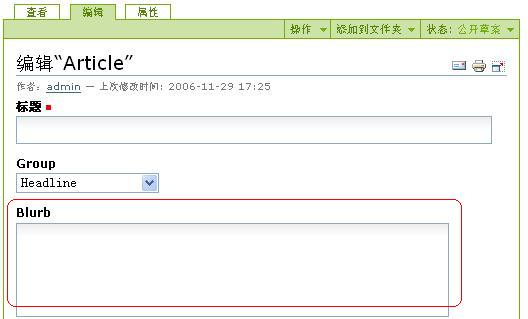 查看 编辑 属性
操作 添加到文件夹 状态: 公开草案
编辑“Article”
作者: admin — 上次修改时间: 2006-11-29 17:25
标题
Group
Headline
Blurb